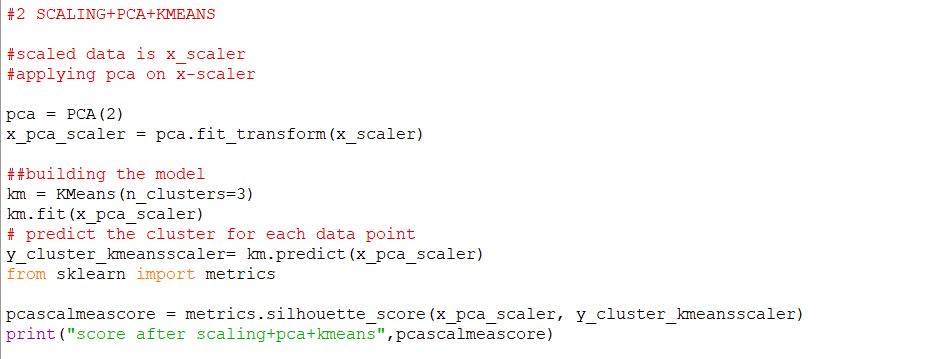 #2 SCALING+PCA+KMEANS
#scaled data is x_scaler
#applying pca on x-scaler
pca = PCA(2)
x_pca_scaler = pca.fit_transform(x_scaler)
##building the model
km = KMeans(n_clusters=3)
km.fit(x_pca_scaler)
# predict the cluster for each data point
y_cluster_kmeansscaler= km.predict(x_pca_scaler)
from sklearn import metrics
pcascalmeascore = metrics.silhouette_score(x_pca_scaler, y_cluster_kmeansscaler)
print("score after scaling+pca+kmeans",pcascalmeascore)